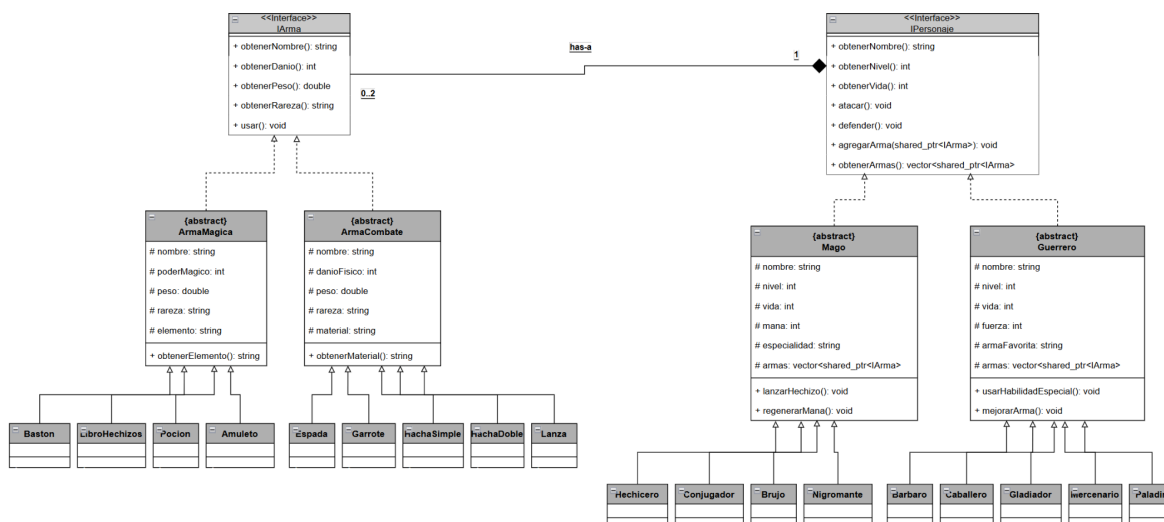 <<Interface>>
IArma
+ obtenerNombre(): string
+ obtenerDanio(): int
+ obtenerPeso(): double
+ obtenerRareza(): string
+ usar(): void
has-a
0..2
1
<<Interface>>
IPersonaje
+ obtenerNombre(): string
+ obtenerNivel(): int
+ obtenerVida(): int
+ atacar(): void
+ defender(): void
+ agregarArma(shared_ptr<IArma>): void
+ obtenerArmas(): vector<shared_ptr<IArma>
{abstract}
ArmaMagica
# nombre: string
# poderMagico: int
# peso: double
# rareza: string
# elemento: string
+ obtenerElemento(): string
{abstract}
ArmaCombate
# nombre: string
# danioFisico: int
# peso: double
# rareza: string
# material: string
+ obtenerMaterial(): string
{abstract}
Mago
# nombre: string
# nivel: int
# vida: int
# mana: int
# especialidad: string
# armas: vector<shared_ptr<IArma>
+ lanzarHechizo(): void
+ regenerarMana(): void
{abstract}
Guerrero
# nombre: string
# nivel: int
# vida: int
# fuerza: int
# armaFavorita: string
# armas: vector<shared_ptr<IArma>
+ usarHabilidadEspecial(): void
+ mejorarArma(): void
Baston
LibroHechizos
Pocion
Amuleto
Espada
Garrote
HachaSimple
HachaDoble
Lanza
Hechicero
Conjugador
Brujo
Nigromante
Barbaro
Caballero
Gladiador
Mercenario
Paladin